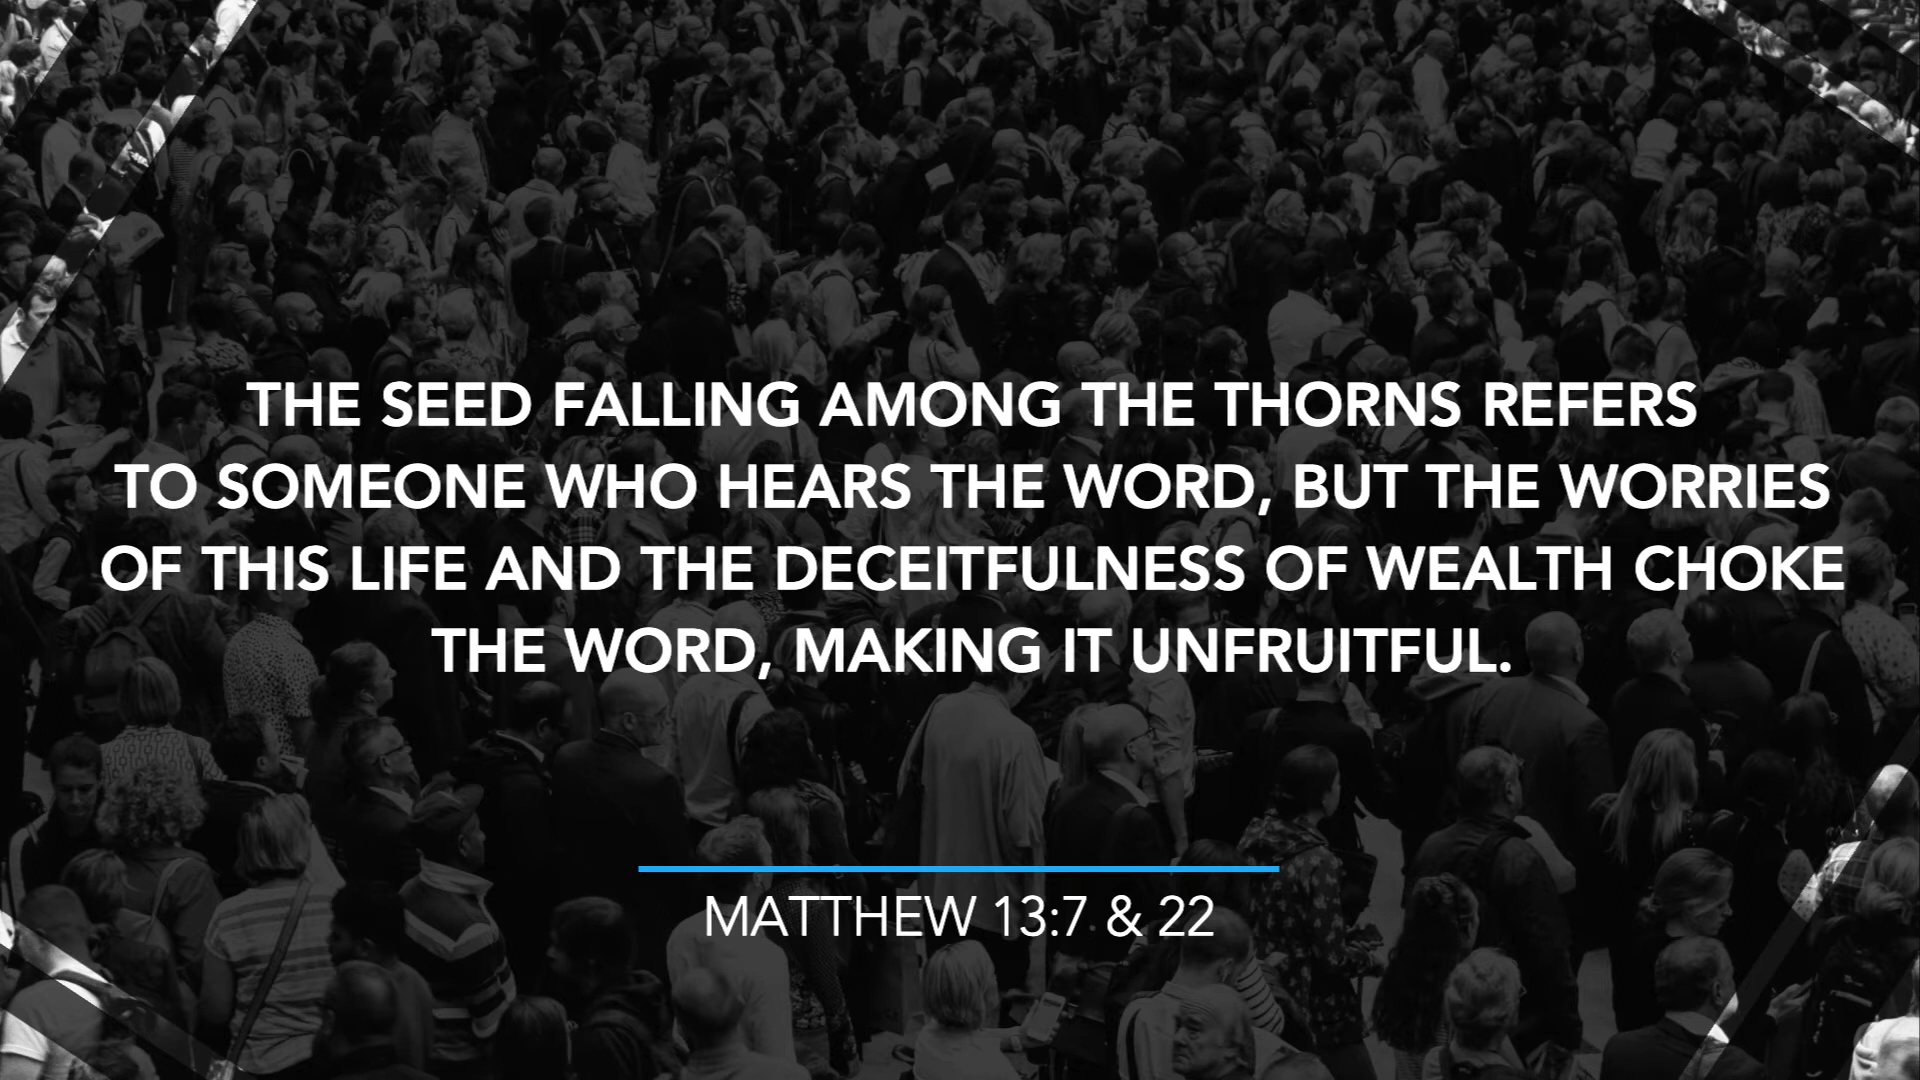 THE SEED FALLING AMONG THE THORNS REFERS
TO SOMEONE WHO HEARS THE WORD, BUT THE WORRIES
OF THIS LIFE AND THE DECEITFULNESS OF WEALTH CHOKE
THE WORD, MAKING IT UNFRUITFUL.
MATTHEW 13:7 & 22